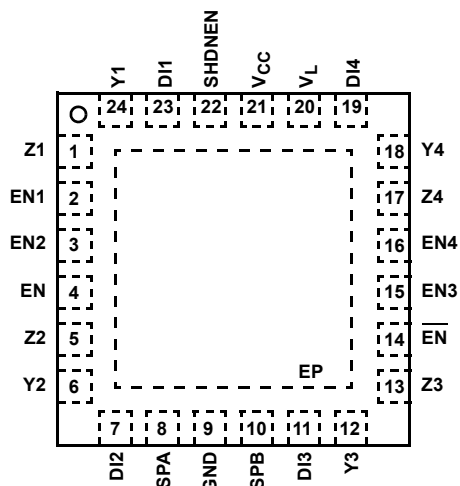 Y1
DI1
SHDNEN
VCC
VL
DI4
24
23
22
21
20
19
Z1
1
18
Y4
EN1
2
17
Z4
EN2
3
16
EN4
EN
4
15
EN3
Z2
5
14
EN
Y2
6
EP
13
Z3
7
8
9
10
11
12
DI2
SPA
GND
SPB
DI3
Y3